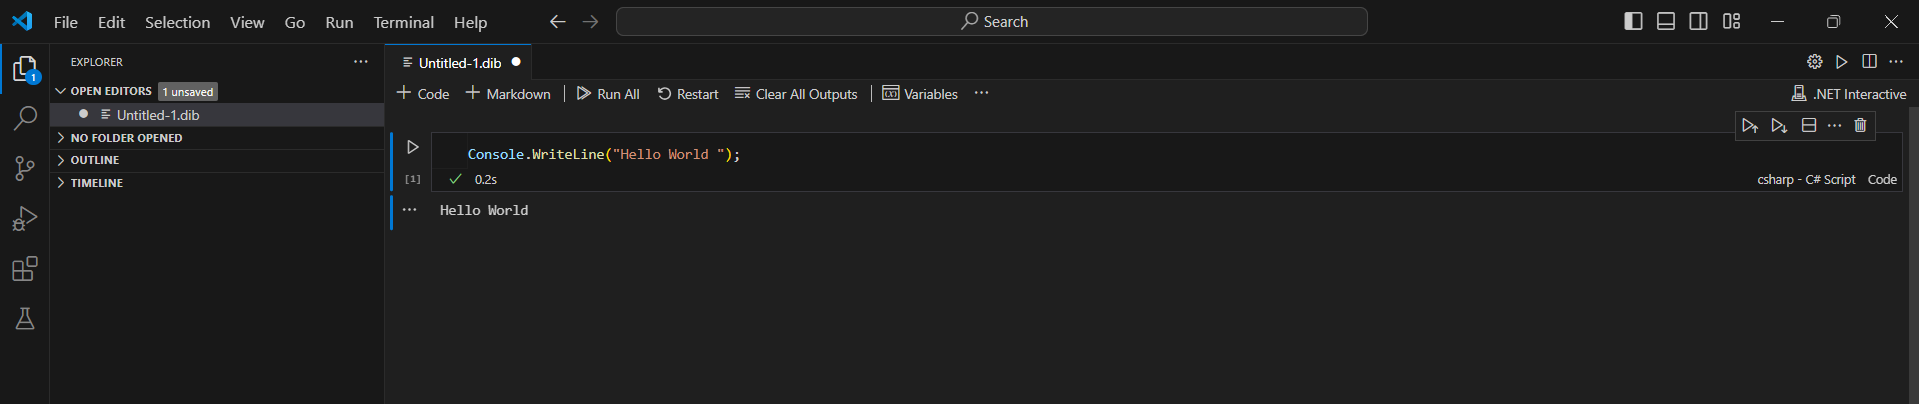 File Edit Selection View Go Run Terminal Help Search
EXPLORER
1
OPEN EDITORS 1 unsaved
Untitled-1.dib
NO FOLDER OPENED
OUTLINE
TIMELINE
Untitled-1.dib
Code Markdown Run All Restart Clear All Outputs Variables .NET Interactive
Console.WriteLine("Hello World ");
[1] 0.2s csharp - C# Script Code
Hello World